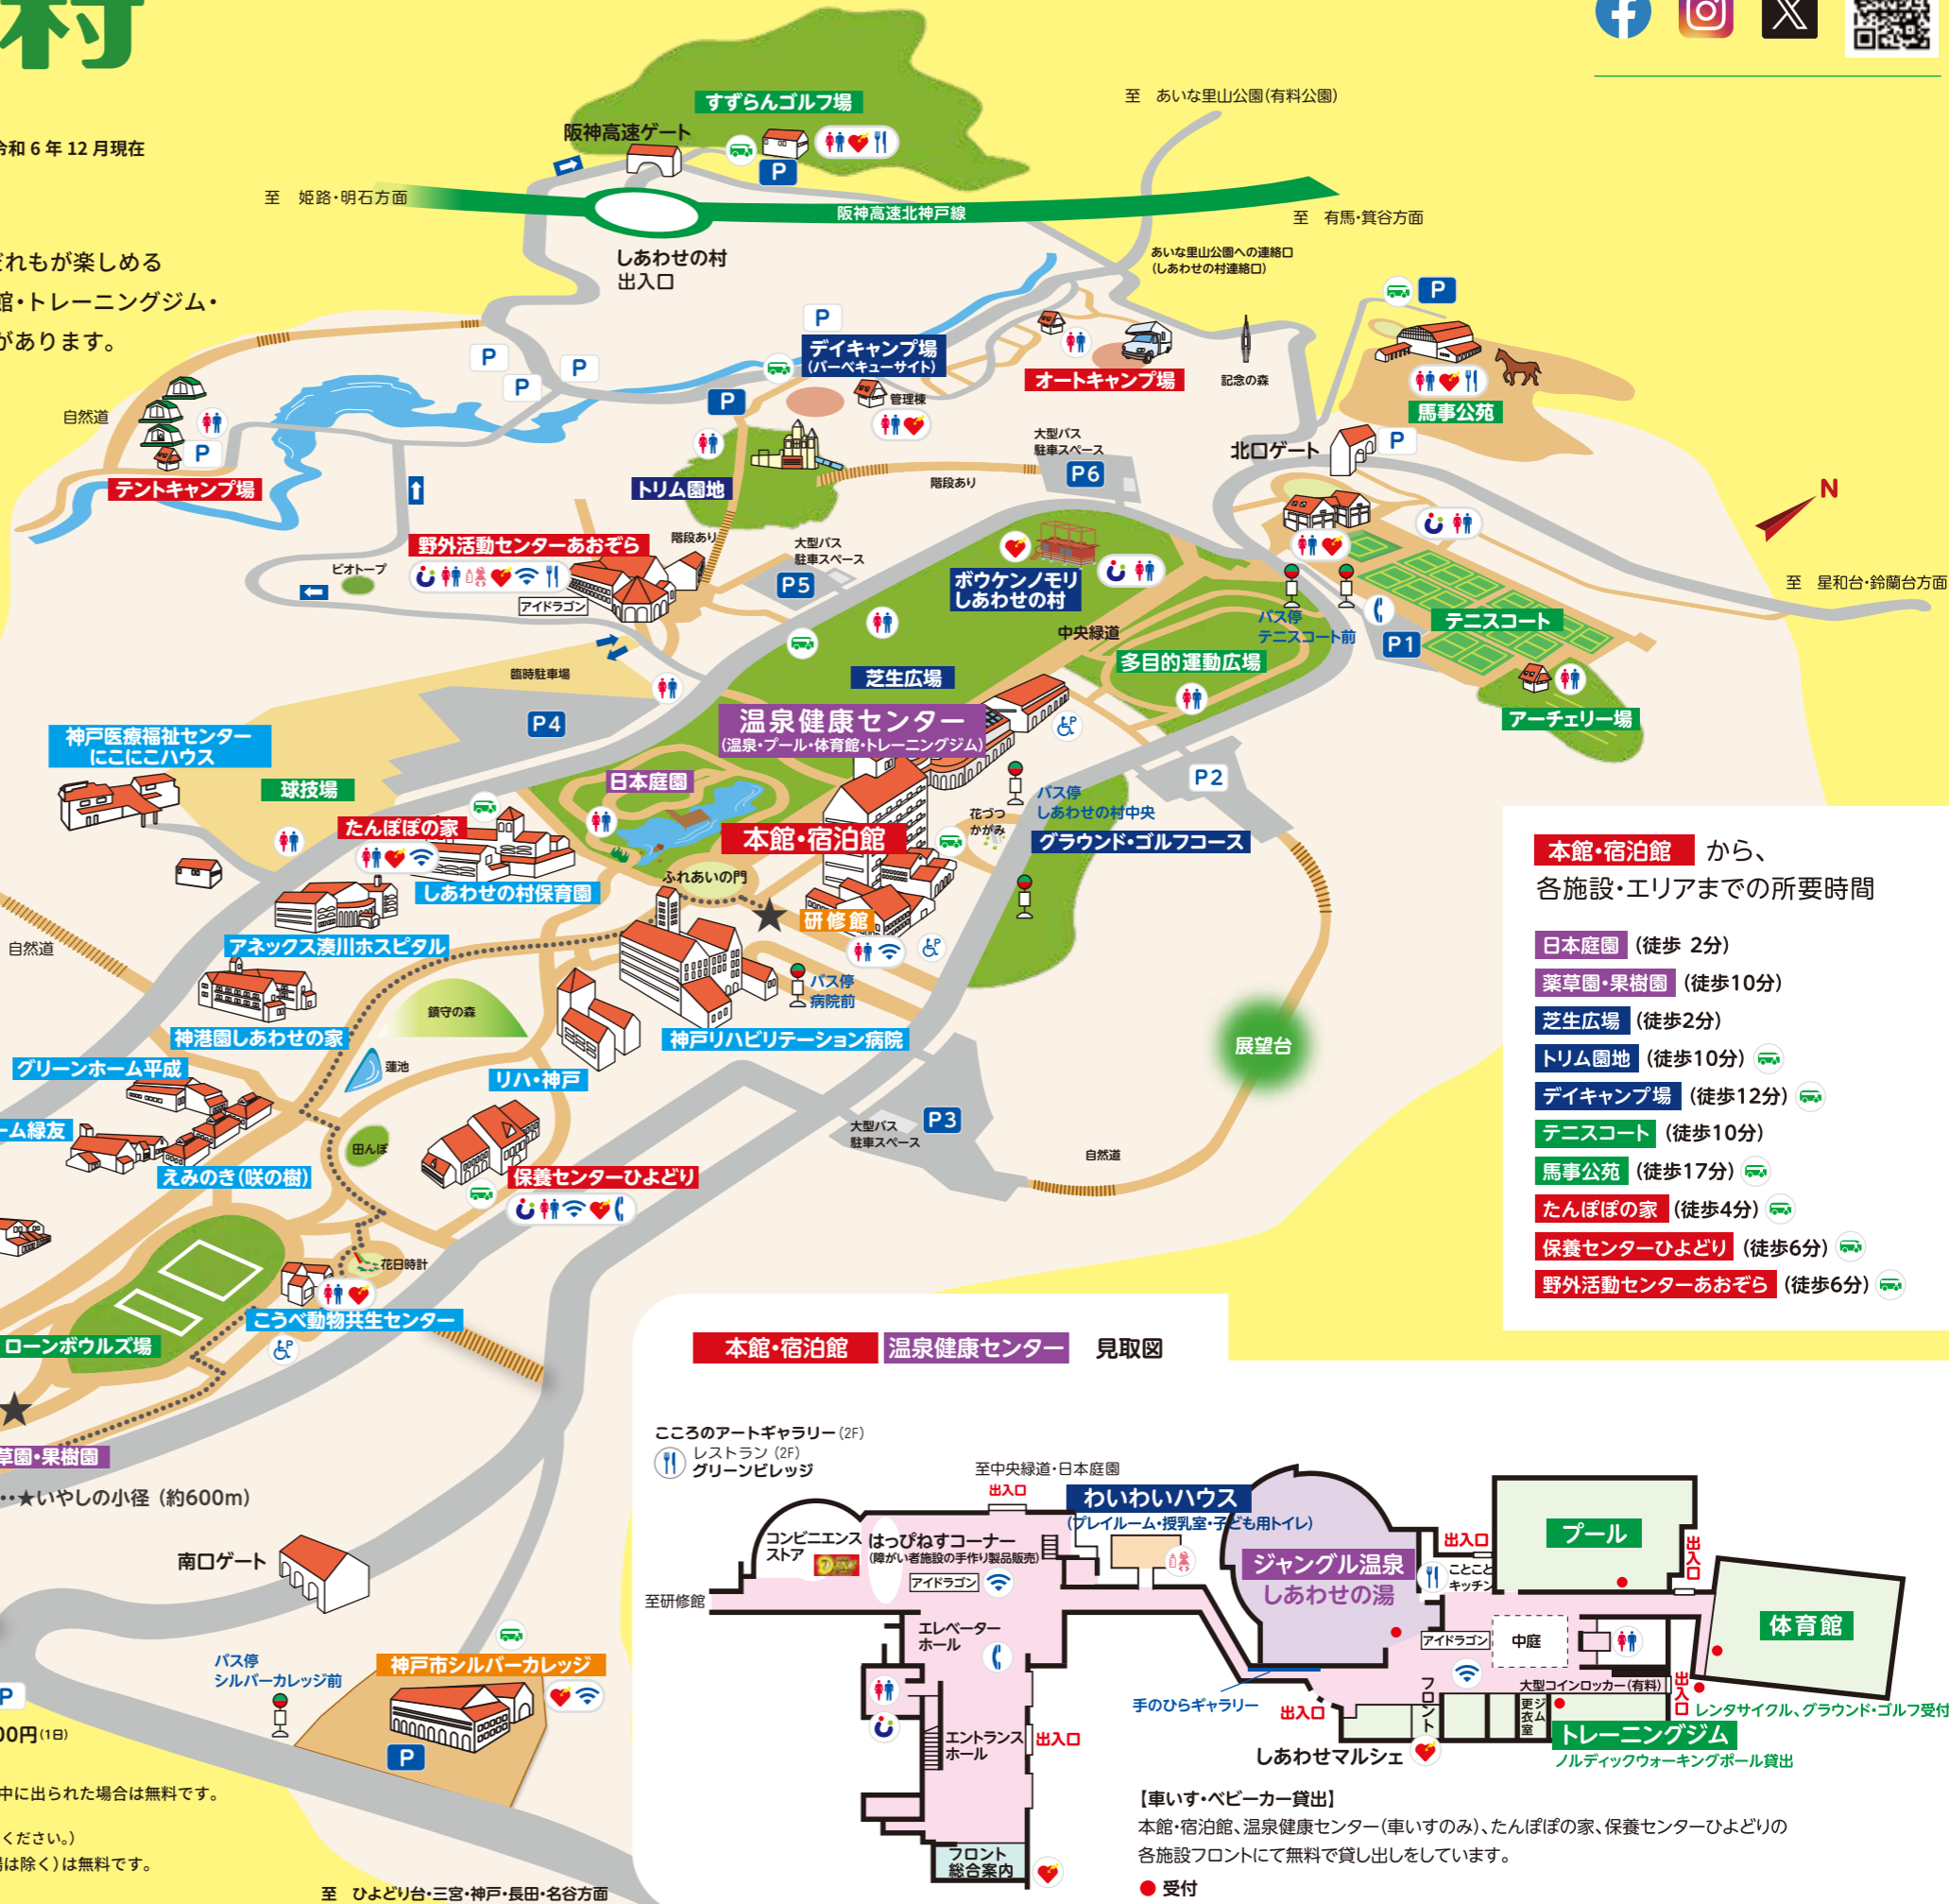 村
令和6年12月現在
だれもが楽しめる
館・トレーニングジム・
があります。
すずらんゴルフ場
阪神高速ゲート
P
至 あいな里山公園(有料公園)
至 姫路・明石方面
阪神高速北神戸線
至 有馬・箕谷方面
しあわせの村
出入口
あいな里山公園への連絡口
(しあわせの村連絡口)
P
P
デイキャンプ場
(バーベキューサイト)
P
P
P
P
管理棟
オートキャンプ場
記念の森
馬事公苑
自然道
P
テントキャンプ場
トリム園地
階段あり
大型バス
駐車スペース
P6
北口ゲート
P
N
野外活動センターあおぞら
階段あり
アイドラゴン
ビオトープ
大型バス
駐車スペース
P5
ボウケンノモリ
しあわせの村
中央緑道
バス停
テニスコート前
P1
テニスコート
至 星和台・鈴蘭台方面
多目的運動広場
芝生広場
アーチェリー場
臨時駐車場
P4
温泉健康センター
(温泉・プール・体育館・トレーニングジム)
P
神戸医療福祉センター
にこにこハウス
球技場
日本庭園
P2
バス停
しあわせの村中央
花づつ
かがみ
グラウンド・ゴルフコース
たんぽぽの家
本館・宿泊館
しあわせの村保育園
ふれあいの門
研修館
P
アネックス湊川ホスピタル
自然道
バス停
病院前
鎮守の森
神港園しあわせの家
神戸リハビリテーション病院
展望台
グリーンホーム平成
蓮池
リハ・神戸
ーム緑友
田んぼ
大型バス
駐車スペース
P3
えみのき(咲の樹)
保養センターひよどり
自然道
花日時計
こうべ動物共生センター
P
ローンボウルズ場
草園・果樹園
・・★いやしの小径 (約600m)
南口ゲート
バス停
シルバーカレッジ前
神戸市シルバーカレッジ
P
P
00円(1日)
中に出られた場合は無料です。
ください。)
場は除く)は無料です。
至 ひよどり台・三宮・神戸・長田・名谷方面
本館・宿泊館 から、
各施設・エリアまでの所要時間
日本庭園 (徒歩 2分)
薬草園・果樹園 (徒歩10分)
芝生広場 (徒歩2分)
トリム園地 (徒歩10分)
デイキャンプ場 (徒歩12分)
テニスコート (徒歩10分)
馬事公苑 (徒歩17分)
たんぽぽの家 (徒歩4分)
保養センターひよどり (徒歩6分)
野外活動センターあおぞら (徒歩6分)
本館・宿泊館 温泉健康センター 見取図
こころのアートギャラリー(2F)
レストラン (2F)
グリーンビレッジ
至中央緑道・日本庭園
出入口
わいわいハウス
(プレイルーム・授乳室・子ども用トイレ)
コンビニエンス
ストア
はっぴねすコーナー
(障がい者施設の手作り製品販売)
アイドラゴン
至研修館
エレベーター
ホール
エントランス
ホール
出入口
フロント
総合案内
ジャングル温泉
しあわせの湯
出入口
ことこと
キッチン
プール
出入口
体育館
アイドラゴン
中庭
手のひらギャラリー
出入口
フロント
大型コインロッカー(有料)
ジム
更衣室
出入口
レンタサイクル、グラウンド・ゴルフ受付
トレーニングジム
ノルディックウォーキングポール貸出
しあわせマルシェ
【車いす・ベビーカー貸出】
本館・宿泊館、温泉健康センター(車いすのみ)、たんぽぽの家、保養センターひよどりの
各施設フロントにて無料で貸し出しをしています。
● 受付